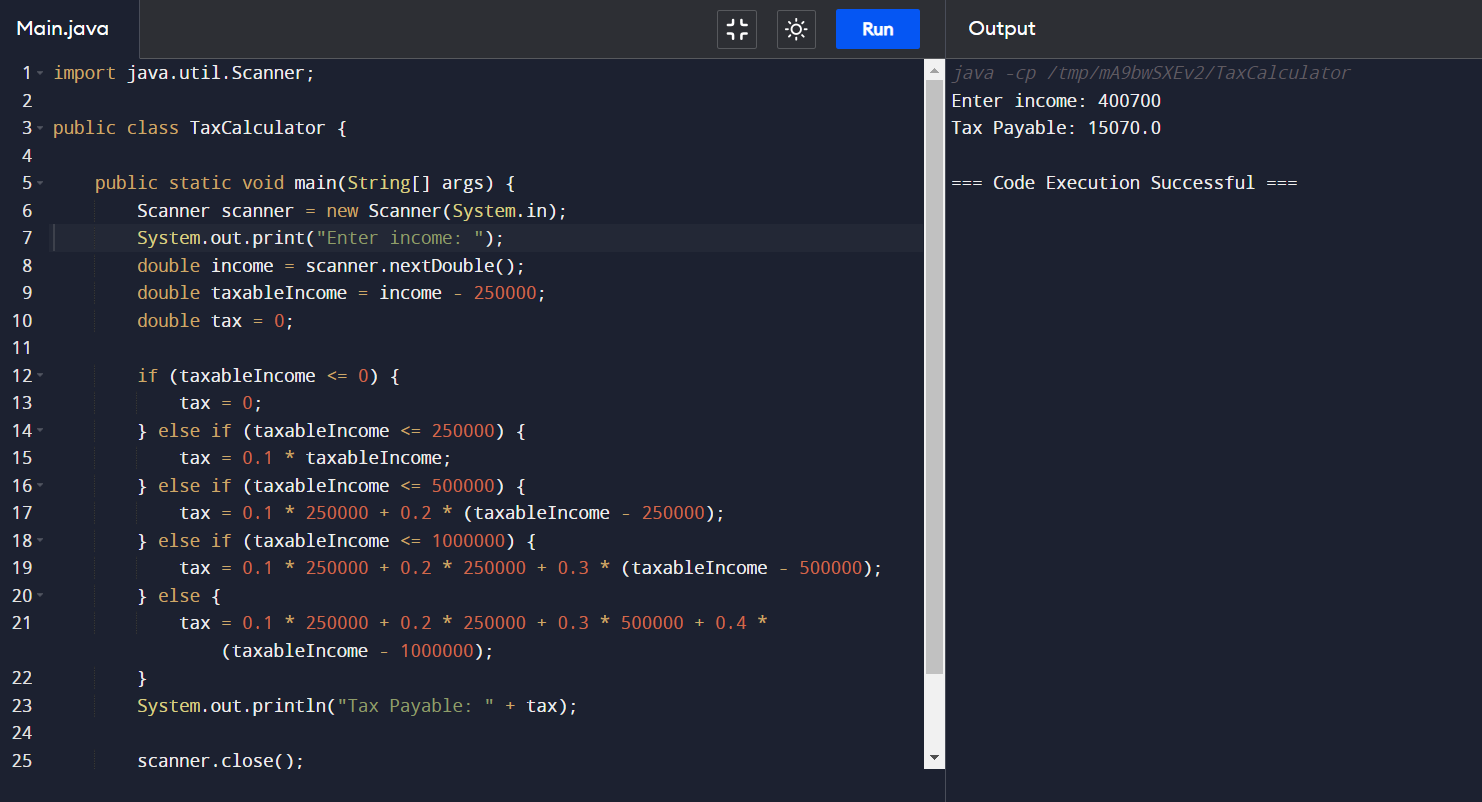 Main.java
Run
Output
1 import java.util.Scanner;
2
3 public class TaxCalculator {
4
5 public static void main(String[] args) {
6 Scanner scanner = new Scanner(System.in);
7 System.out.print("Enter income: ");
8 double income = scanner.nextDouble();
9 double taxableIncome = income - 250000;
10 double tax = 0;
11
12 if (taxableIncome <= 0) {
13 tax = 0;
14 } else if (taxableIncome <= 250000) {
15 tax = 0.1 * taxableIncome;
16 } else if (taxableIncome <= 500000) {
17 tax = 0.1 * 250000 + 0.2 * (taxableIncome - 250000);
18 } else if (taxableIncome <= 1000000) {
19 tax = 0.1 * 250000 + 0.2 * 250000 + 0.3 * (taxableIncome - 500000);
20 } else {
21 tax = 0.1 * 250000 + 0.2 * 250000 + 0.3 * 500000 + 0.4 *
(taxableIncome - 1000000);
22 }
23 System.out.println("Tax Payable: " + tax);
24
25 scanner.close();
java -cp /tmp/mA9bwSXEv2/TaxCalculator
Enter income: 400700
Tax Payable: 15070.0
=== Code Execution Successful ===